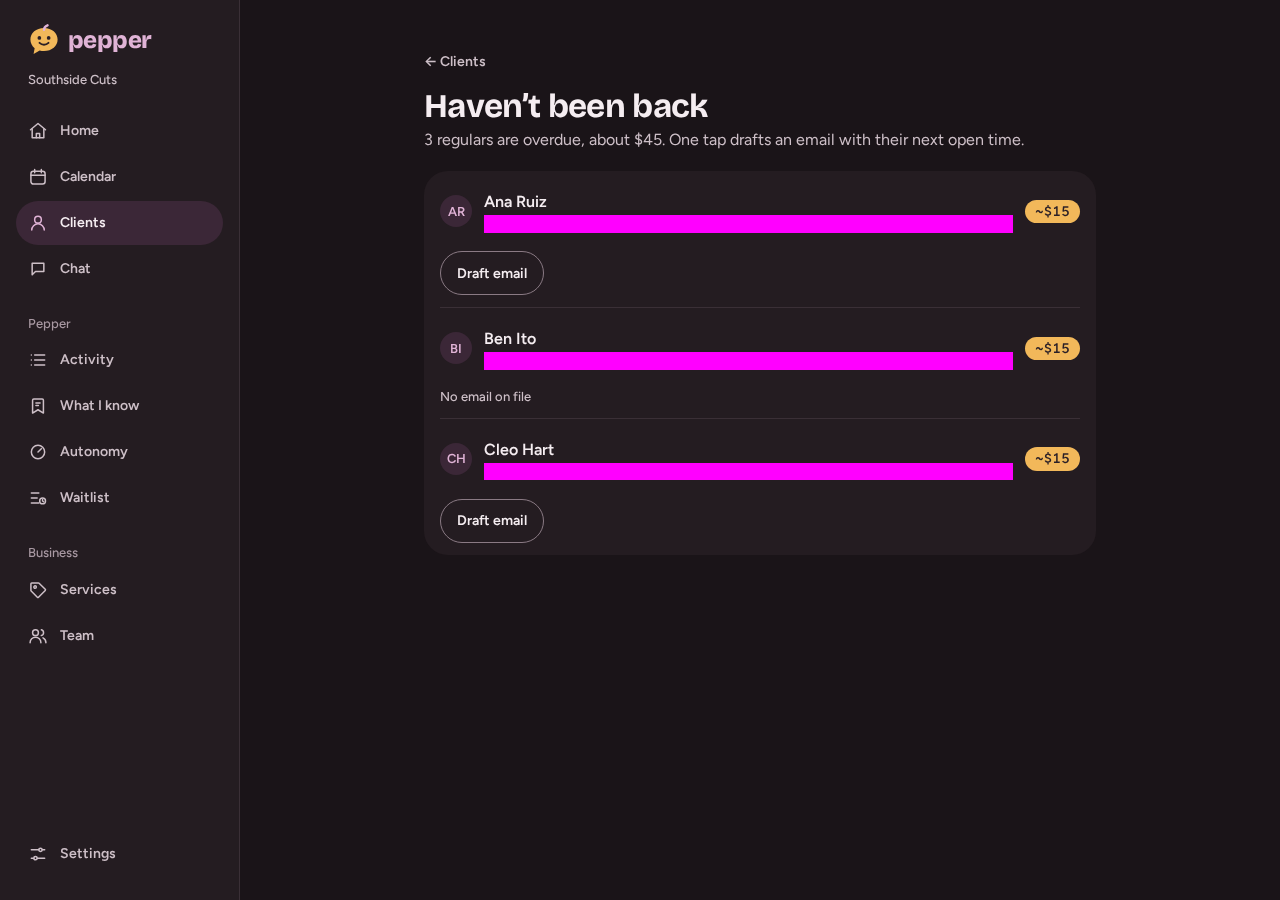 pepper
Southside Cuts
Home
Calendar
Clients
Chat
Pepper
Activity
What I know
Autonomy
Waitlist
Business
Services
Team
Settings
← Clients
Haven’t been back
3 regulars are overdue, about $45. One tap drafts an email with their next open time.
AR
Ana Ruiz
~$15
Draft email
BI
Ben Ito
~$15
No email on file
CH
Cleo Hart
~$15
Draft email